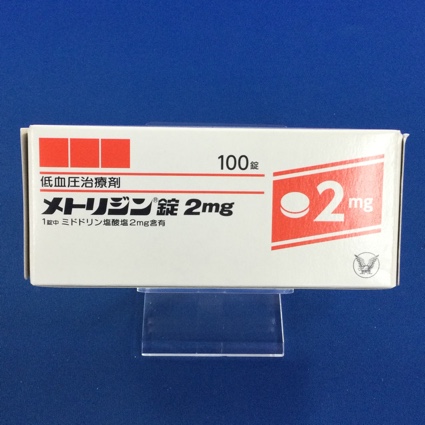 100錠
低血圧治療剤
メトリジン®錠 2mg
1錠中 ミドドリン塩酸塩2mg含有
2mg